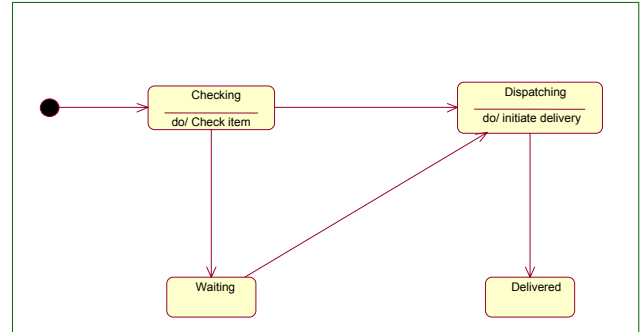 Checking
do/ Check item
Dispatching
do/ initiate delivery
Waiting
Delivered